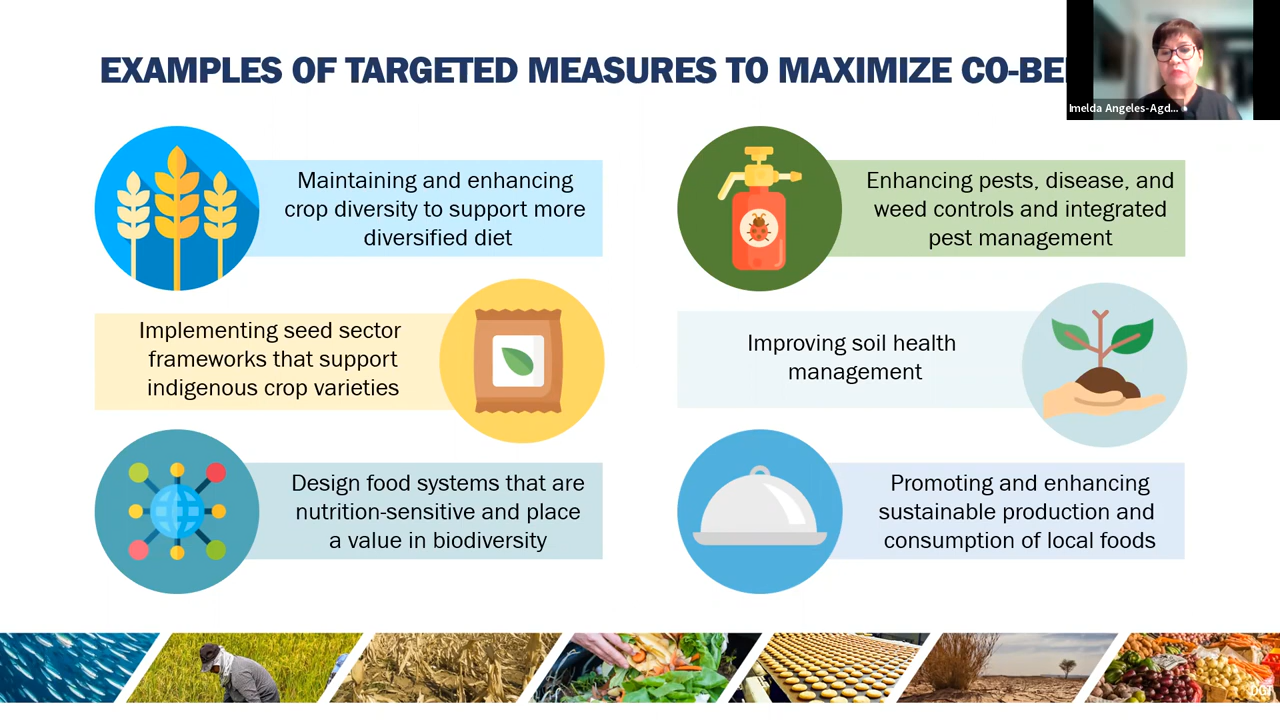 EXAMPLES OF TARGETED MEASURES TO MAXIMIZE CO-BE
Imelda Angeles-Agd...
Maintaining and enhancing
crop diversity to support more
diversified diet
Implementing seed sector
frameworks that support
indigenous crop varieties
Design food systems that are
nutrition-sensitive and place
a value in biodiversity
Enhancing pests, disease, and
weed controls and integrated
pest management
Improving soil health
management
Promoting and enhancing
sustainable production and
consumption of local foods